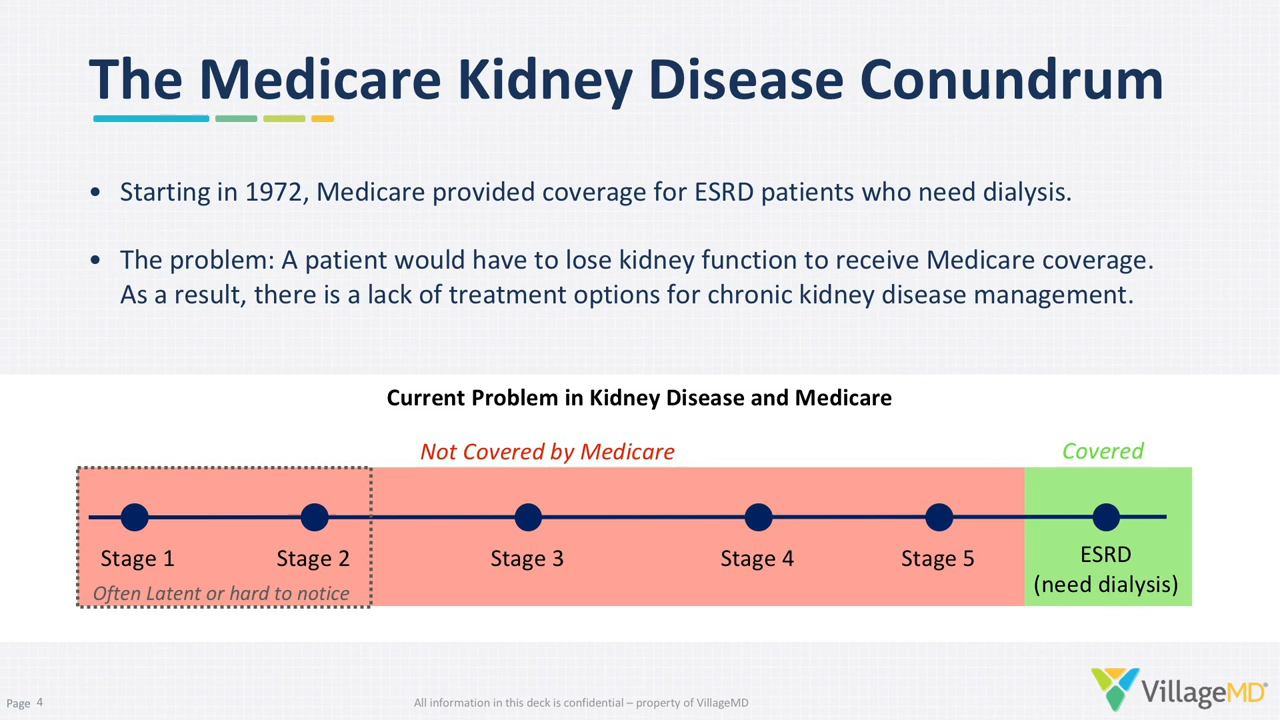 The Medicare Kidney Disease Conundrum
• Starting in 1972, Medicare provided coverage for ESRD patients who need dialysis.
• The problem: A patient would have to lose kidney function to receive Medicare coverage.
As a result, there is a lack of treatment options for chronic kidney disease management.
Current Problem in Kidney Disease and Medicare
Not Covered by Medicare
Covered
Stage 1
Stage 2
Stage 3
Stage 4
Stage 5
ESRD
(need dialysis)
Often Latent or hard to notice
Page 4
All information in this deck is confidential – property of VillageMD
VillageMD®